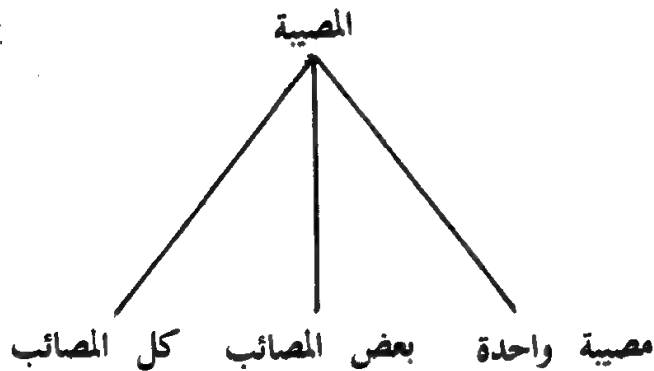 المصيبة
مصيبة واحدة بعض المصائب كل المصائب